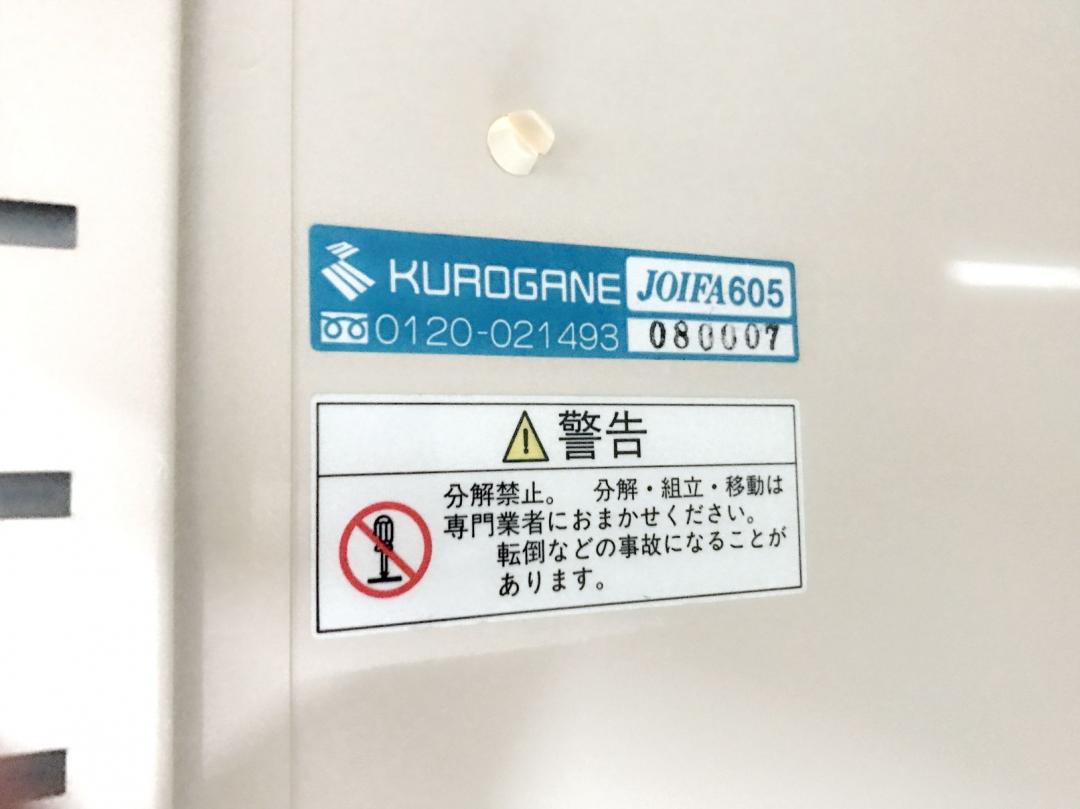 KUROGANE JOIFA605
0120-021493 080007
警告
分解禁止。 分解・組立・移動は
専門業者におまかせください。
転倒などの事故になることが
あります。